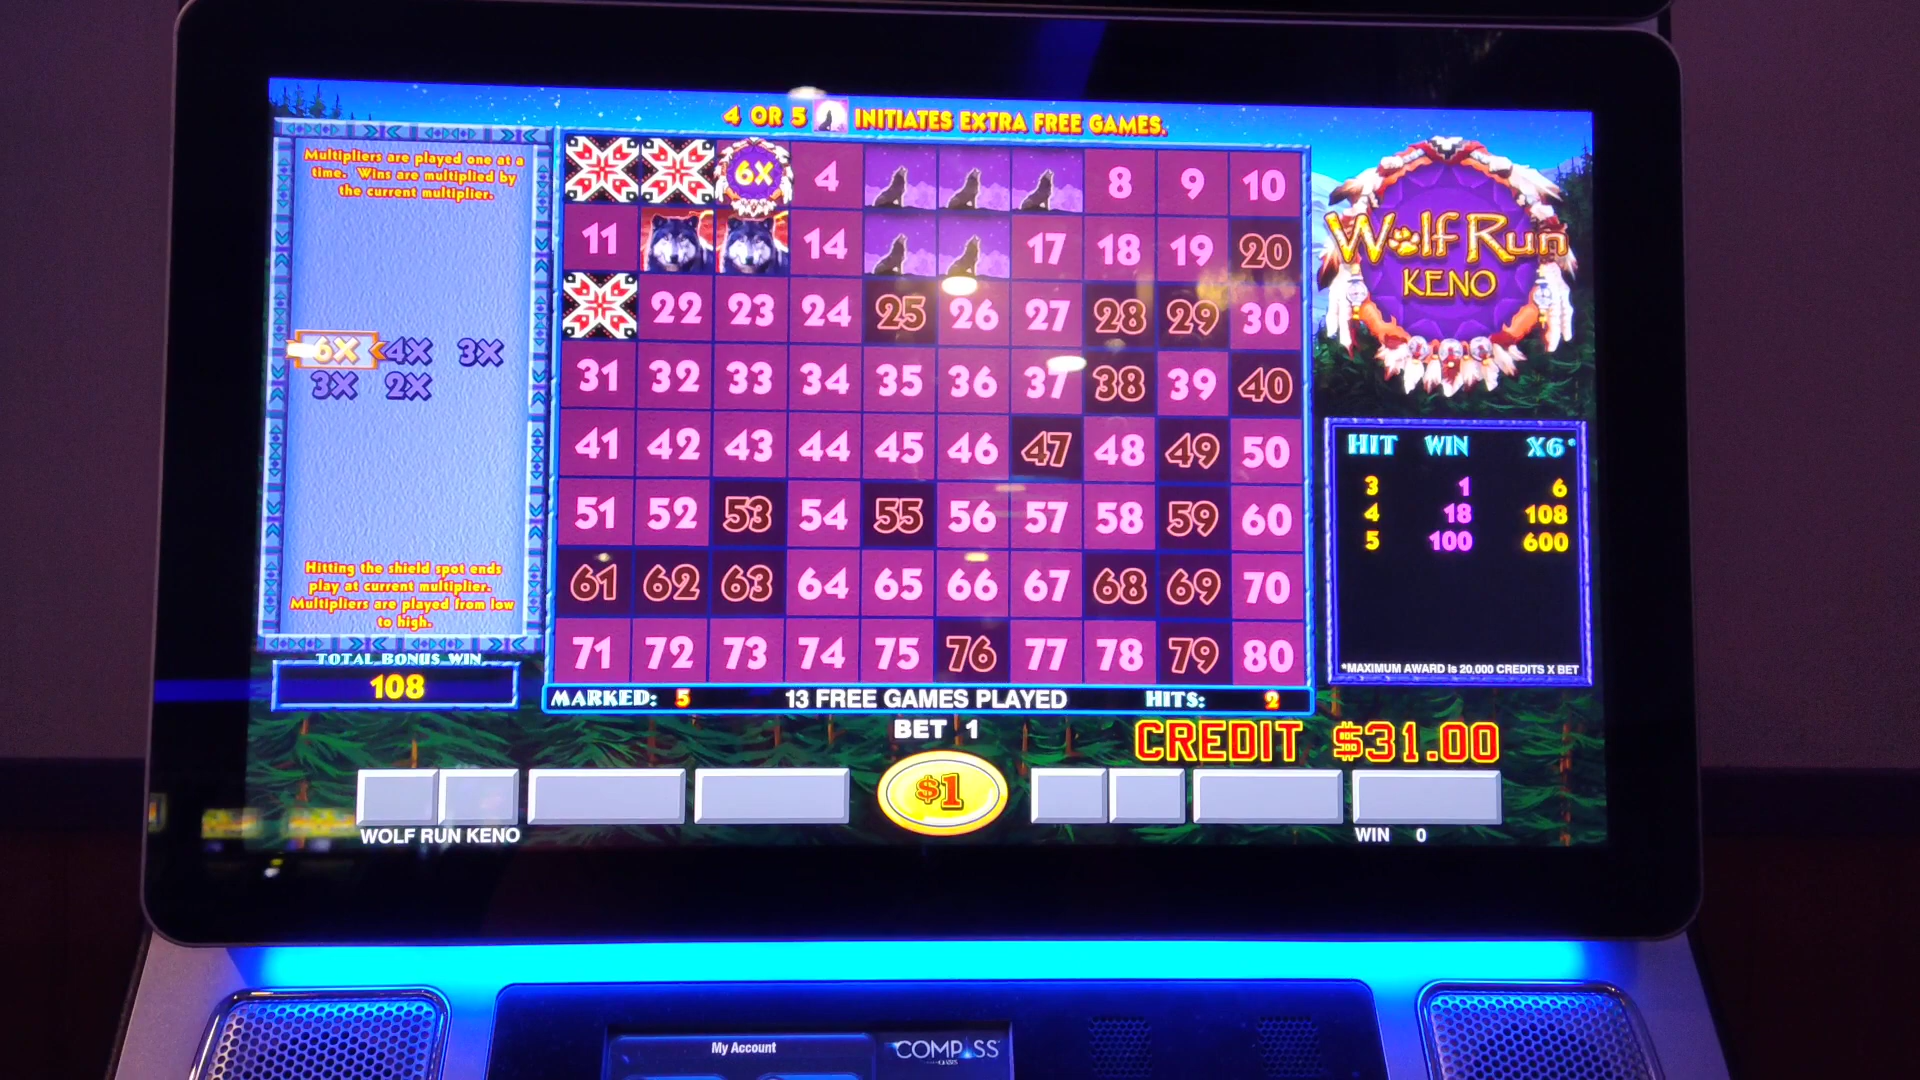 4 OR 5 INITIATES EXTRA FREE GAMES.
Multipliers are played one at a
time. Wins are multiplied by
the current multiplier.
6X 4X 3X
3X 2X
Hitting the shield spot ends
play at current multiplier.
Multipliers are played from low
to high.
TOTAL BONUS WIN
108
6X 4 8 9 10
11 14 17 18 19 20
22 23 24 25 26 27 28 29 30
31 32 33 34 35 36 37 38 39 40
41 42 43 44 45 46 47 48 49 50
51 52 53 54 55 56 57 58 59 60
61 62 63 64 65 66 67 68 69 70
71 72 73 74 75 76 77 78 79 80
MARKED: 5 13 FREE GAMES PLAYED HITS: 2
Wolf Run
KENO
HIT WIN X6*
3 1 6
4 18 108
5 100 600
*MAXIMUM AWARD is 20,000 CREDITS X BET
BET 1
CREDIT $31.00
$1
WOLF RUN KENO
WIN 0
My Account
COMPASS